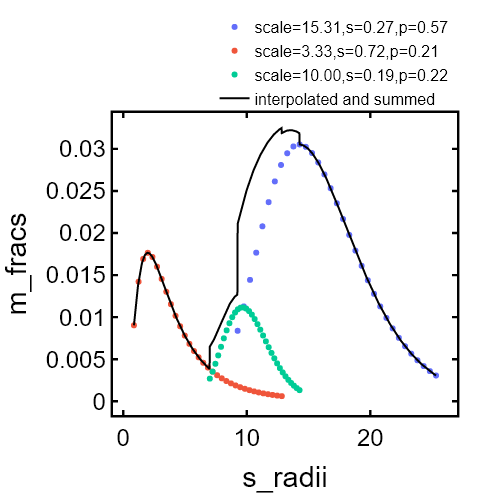 scale=15.31,s=0.27,p=0.57
scale=3.33,s=0.72,p=0.21
scale=10.00,s=0.19,p=0.22
interpolated and summed
0.03
0.025
0.02
0.015
0.01
0.005
0
m_fracs
0 10 20
s_radii